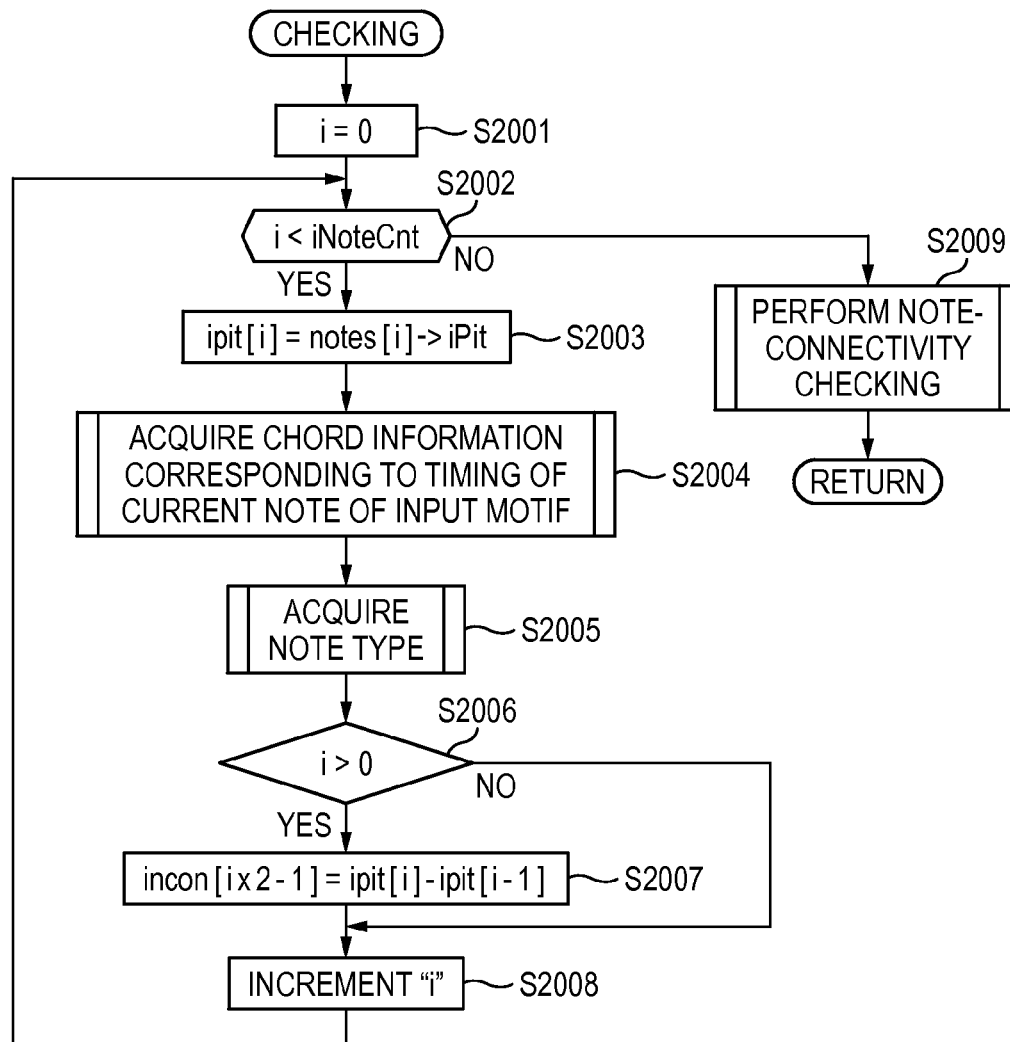 CHECKING
i = 0
S2001
S2002
i < iNoteCnt
NO
YES
S2009
PERFORM NOTE-
CONNECTIVITY
CHECKING
RETURN
ipit [ i ] = notes [ i ] -> iPit
S2003
ACQUIRE CHORD INFORMATION
CORRESPONDING TO TIMING OF
CURRENT NOTE OF INPUT MOTIF
S2004
ACQUIRE
NOTE TYPE
S2005
S2006
i > 0
NO
YES
incon [ i x 2 - 1 ] = ipit [ i ] - ipit [ i - 1 ]
S2007
INCREMENT “i”
S2008